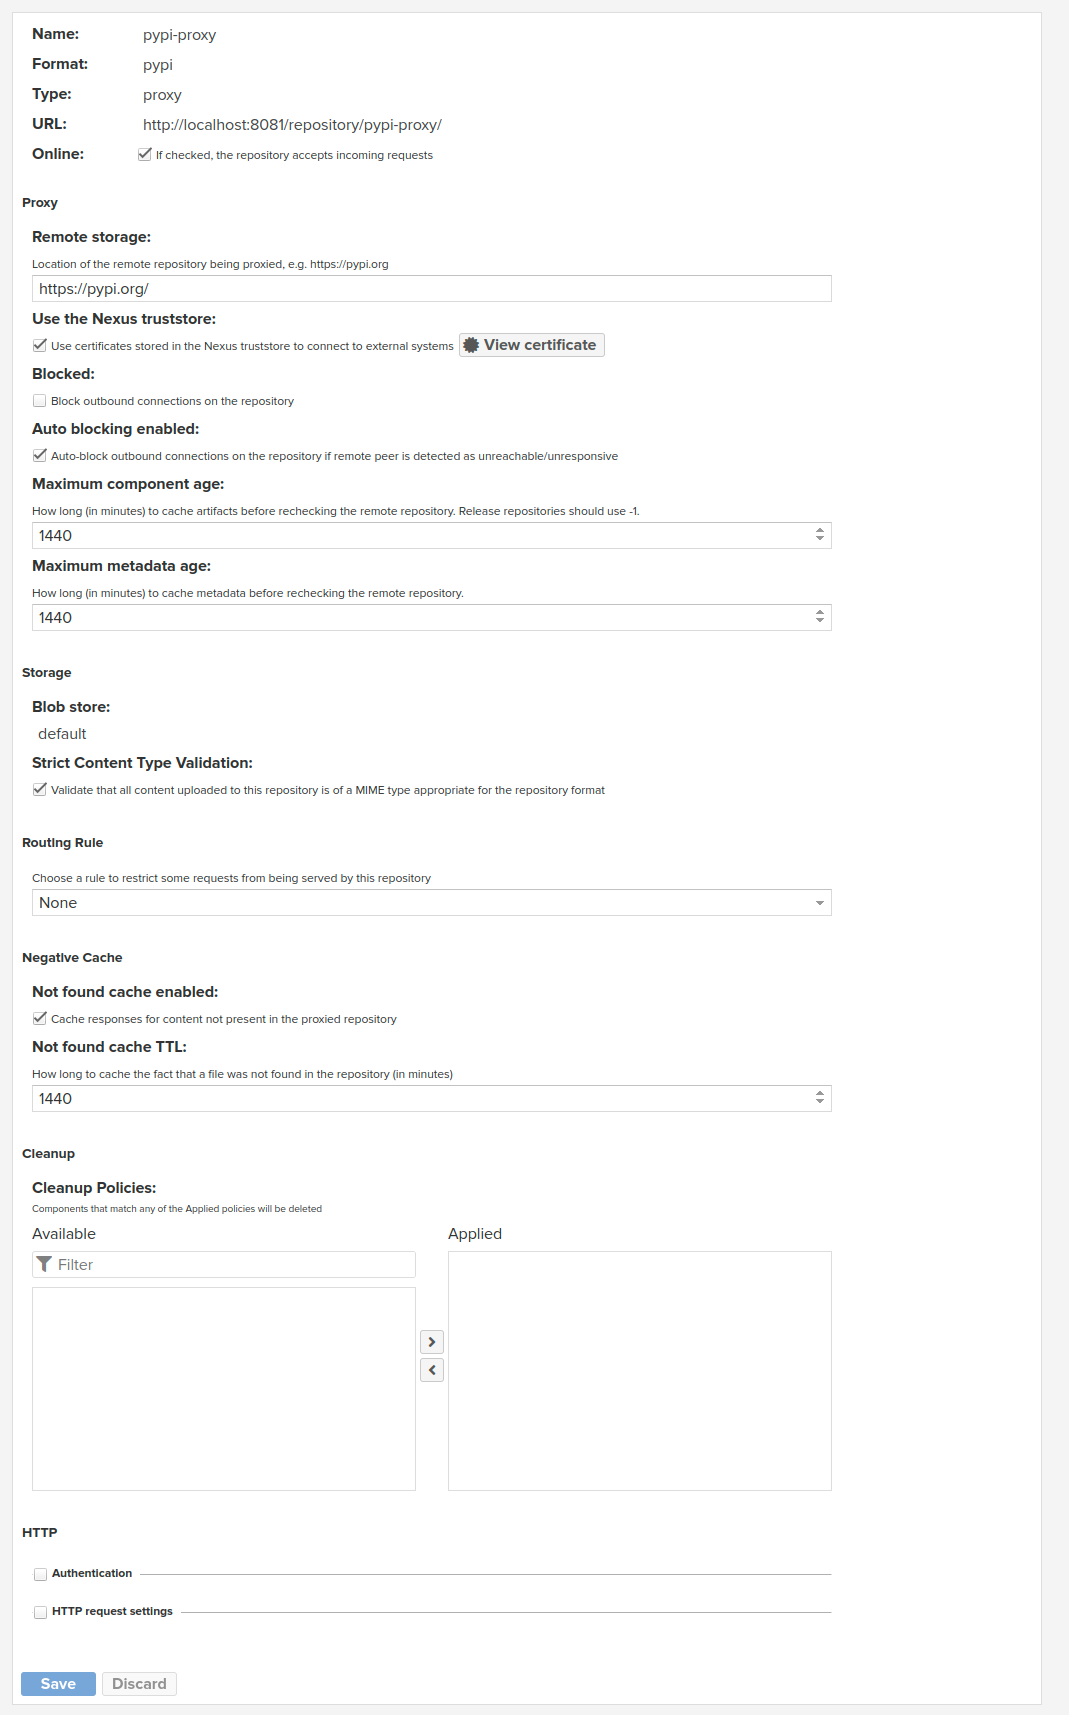 Name: pypi-proxy
Format: pypi
Type: proxy
URL: http://localhost:8081/repository/pypi-proxy/
Online: If checked, the repository accepts incoming requests
Proxy
Remote storage:
Location of the remote repository being proxied, e.g. https://pypi.org
https://pypi.org/
Use the Nexus truststore:
Use certificates stored in the Nexus truststore to connect to external systems View certificate
Blocked:
Block outbound connections on the repository
Auto blocking enabled:
Auto-block outbound connections on the repository if remote peer is detected as unreachable/unresponsive
Maximum component age:
How long (in minutes) to cache artifacts before rechecking the remote repository. Release repositories should use -1.
1440
Maximum metadata age:
How long (in minutes) to cache metadata before rechecking the remote repository.
1440
Storage
Blob store:
default
Strict Content Type Validation:
Validate that all content uploaded to this repository is of a MIME type appropriate for the repository format
Routing Rule
Choose a rule to restrict some requests from being served by this repository
None
Negative Cache
Not found cache enabled:
Cache responses for content not present in the proxied repository
Not found cache TTL:
How long to cache the fact that a file was not found in the repository (in minutes)
1440
Cleanup
Cleanup Policies:
Components that match any of the Applied policies will be deleted
Available Applied
Filter
HTTP
Authentication
HTTP request settings
Save Discard